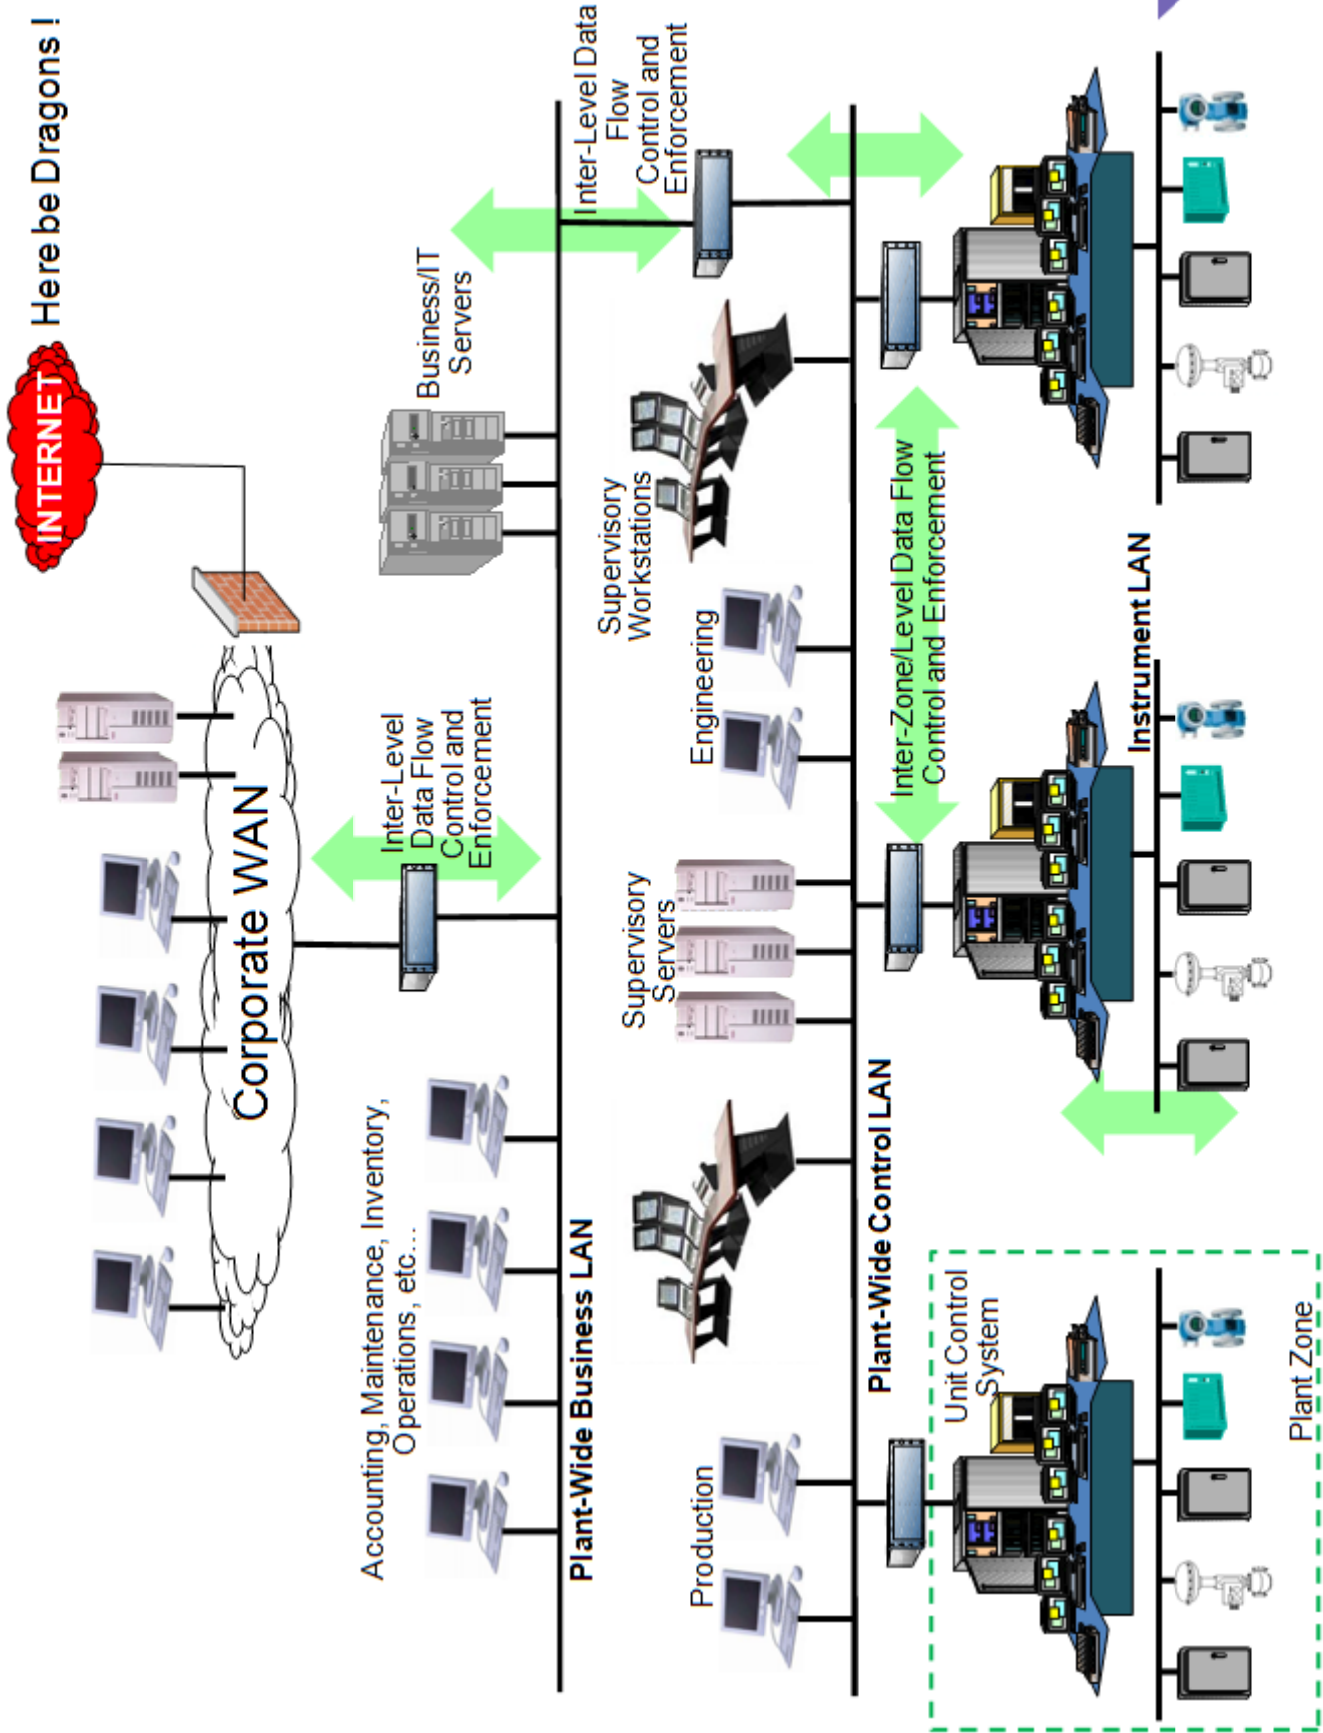 Here be Dragons !
INTERNET
Corporate WAN
Inter-Level
Data Flow
Control and
Enforcement
Business/IT
Servers
Accounting, Maintenance, Inventory,
Operations, etc...
Plant-Wide Business LAN
Inter-Level Data
Flow
Control and
Enforcement
Production
Supervisory
Servers
Engineering
Supervisory
Workstations
Plant-Wide Control LAN
Inter-Zone/Level Data Flow
Control and Enforcement
Unit Control
System
Instrument LAN
Plant Zone